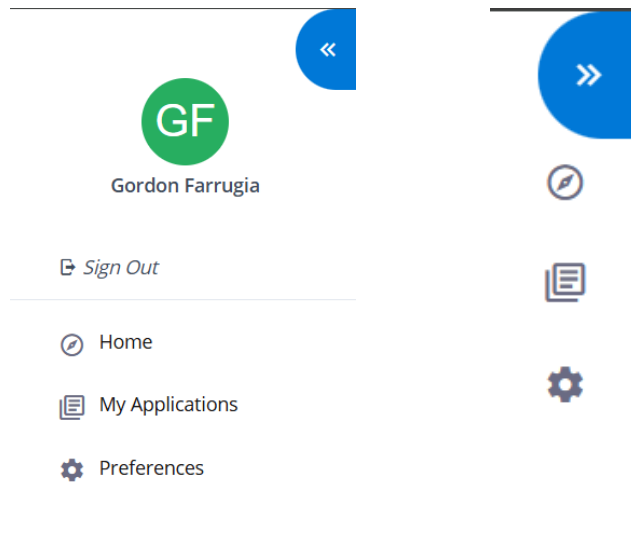 GF
Gordon Farrugia
Sign Out
Home
My Applications
Preferences